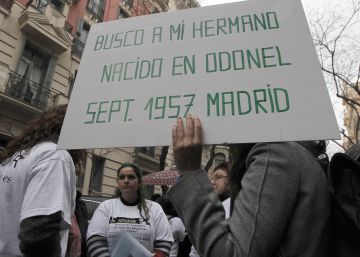 BUSCO A MI HERMANO
NACIDO EN ODONEL
SEPT. 1957 MADRID